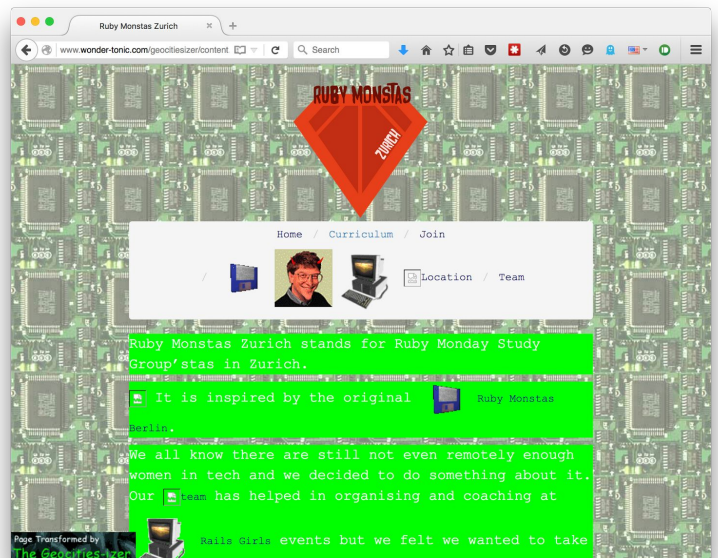 Ruby Monstas Zurich
www.wonder-tonic.com/geocitiesizer/content
Search
RUBY MONSTAS
ZURICH
Home / Curriculum / Join
/ Location / Team
Ruby Monstas Zurich stands for Ruby Monday Study
Group'stas in Zurich.
It is inspired by the original Ruby Monstas
Berlin.
We all know there are still not even remotely enough
women in tech and we decided to do something about it.
Our team has helped in organising and coaching at
Rails Girls events but we felt we wanted to take
Page Transformed by
The Geocities-izer